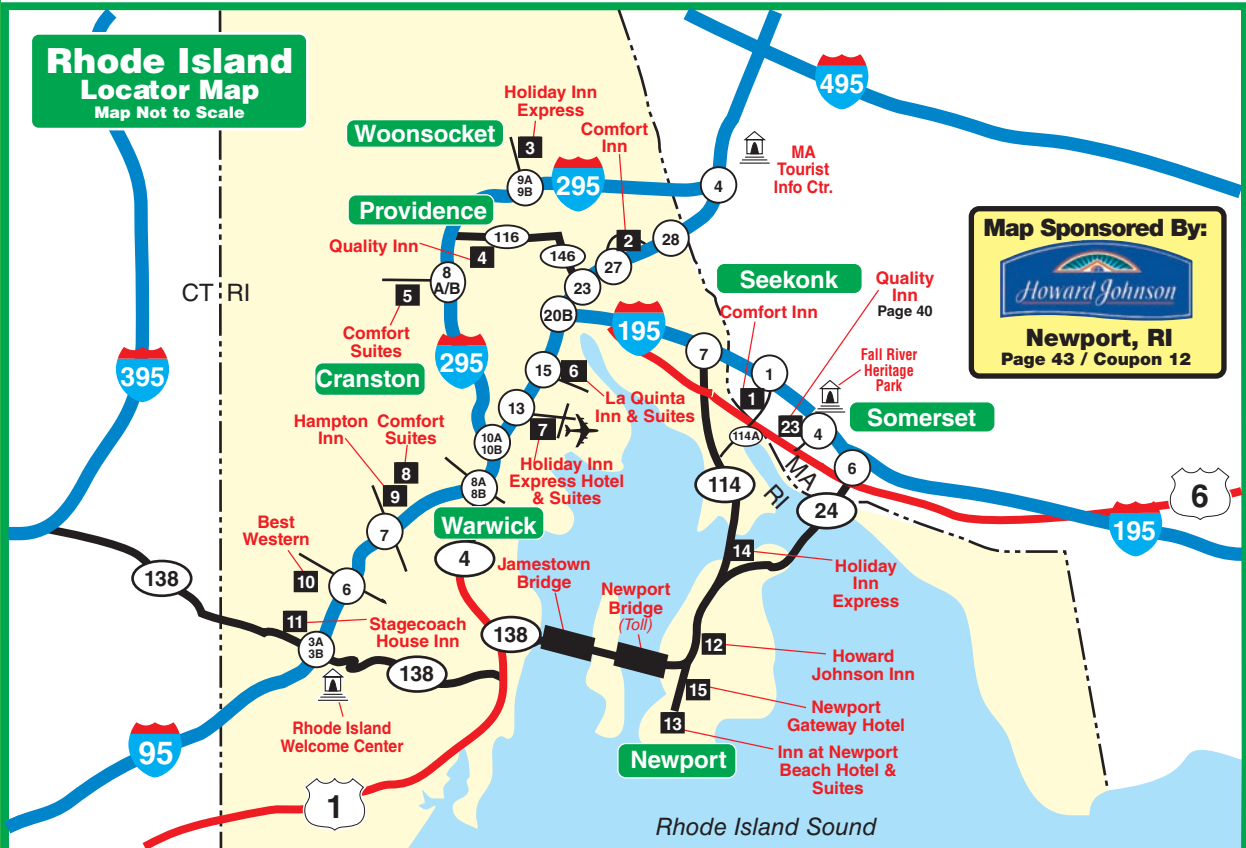 Rhode Island
Locator Map
Map Not to Scale
495
Holiday Inn
Express
3
Woonsocket
Comfort
Inn
MA
Tourist
Info Ctr.
9A
9B
295
4
Providence
116
2
28
Quality Inn
4
146
27
Map Sponsored By:
Howard Johnson
Newport, RI
Page 43 / Coupon 12
CT
RI
8
A/B
5
23
Seekonk
Quality
Inn
Page 40
Comfort Inn
20B
195
Comfort
Suites
295
7
1
Fall River
Heritage
Park
395
Cranston
15
6
La Quinta
Inn & Suites
1
Somerset
13
7
23
4
Hampton
Inn
Comfort
Suites
10A
10B
114A
Holiday Inn
Express Hotel
& Suites
8
9
8A
8B
114
MA
RI
6
24
6
195
Best
Western
7
Warwick
4
Jamestown
Bridge
14
Holiday
Inn
Express
138
10
6
Newport
Bridge
(Toll)
11
Stagecoach
House Inn
3A
3B
138
138
12
Howard
Johnson Inn
15
Newport
Gateway Hotel
13
Rhode Island
Welcome Center
95
Newport
Inn at Newport
Beach Hotel &
Suites
1
Rhode Island Sound